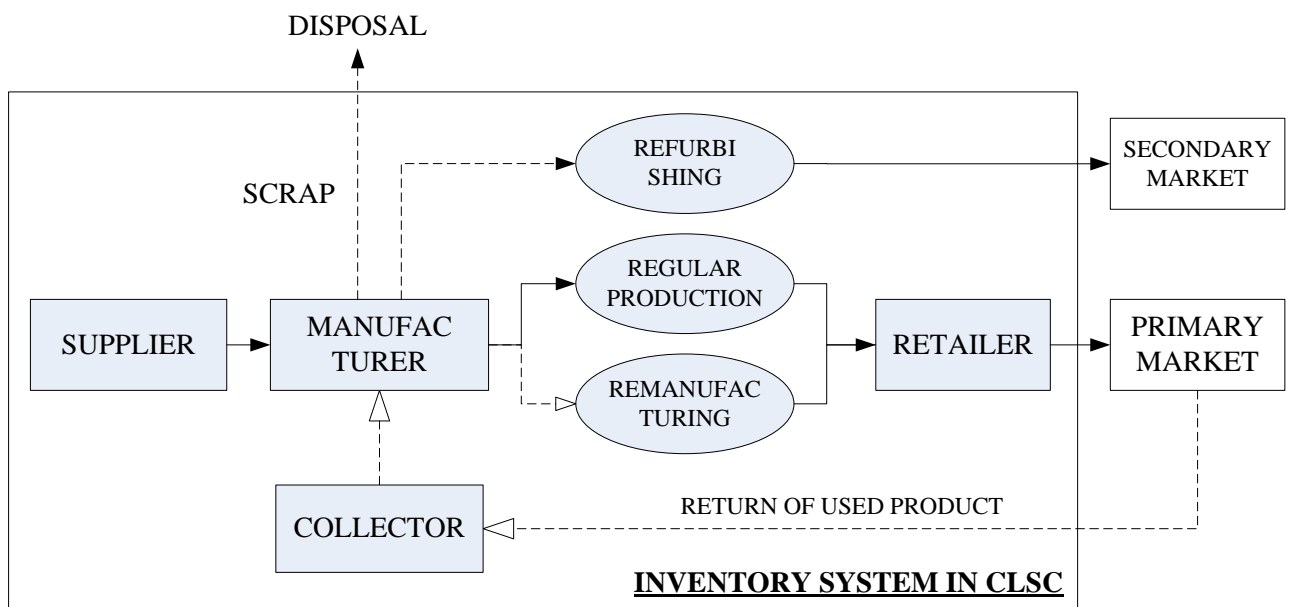 DISPOSAL
REFURBI
SHING
SECONDARY
MARKET
SCRAP
REGULAR
PRODUCTION
SUPPLIER
MANUFAC
TURER
RETAILER
PRIMARY
MARKET
REMANUFAC
TURING
COLLECTOR
RETURN OF USED PRODUCT
INVENTORY SYSTEM IN CLSC